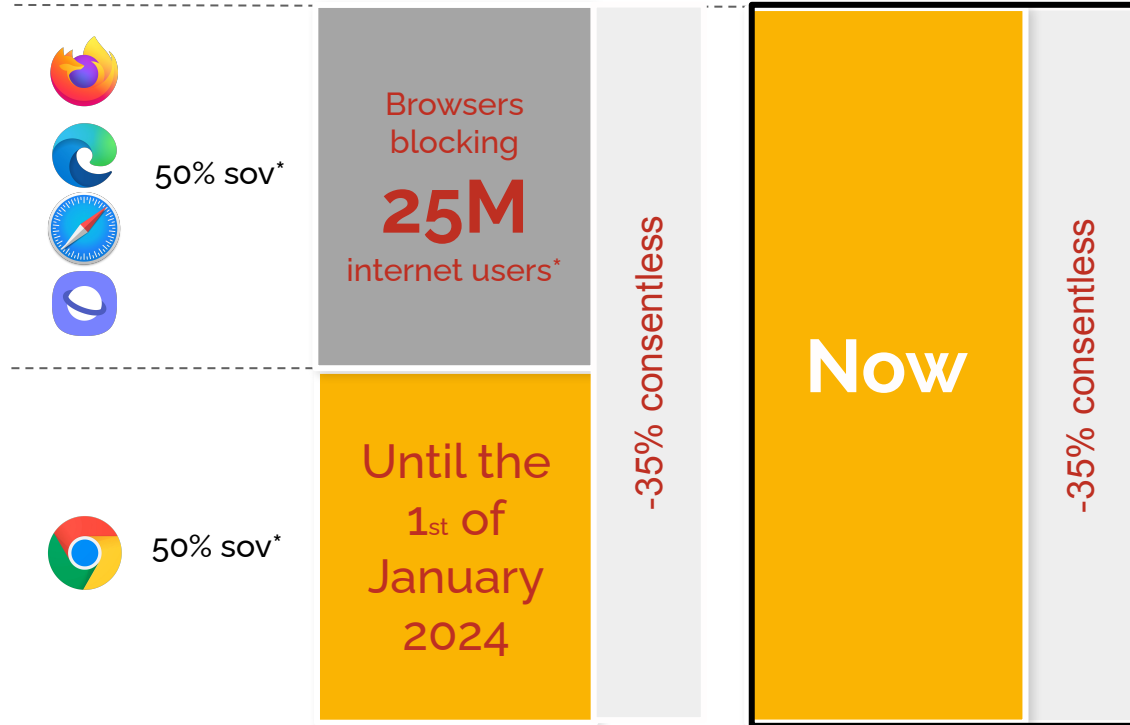 50% sov*
Browsers
blocking
25M
internet users*
-35% consentless
50% sov*
Until the
1st of
January
2024
Now
-35% consentless